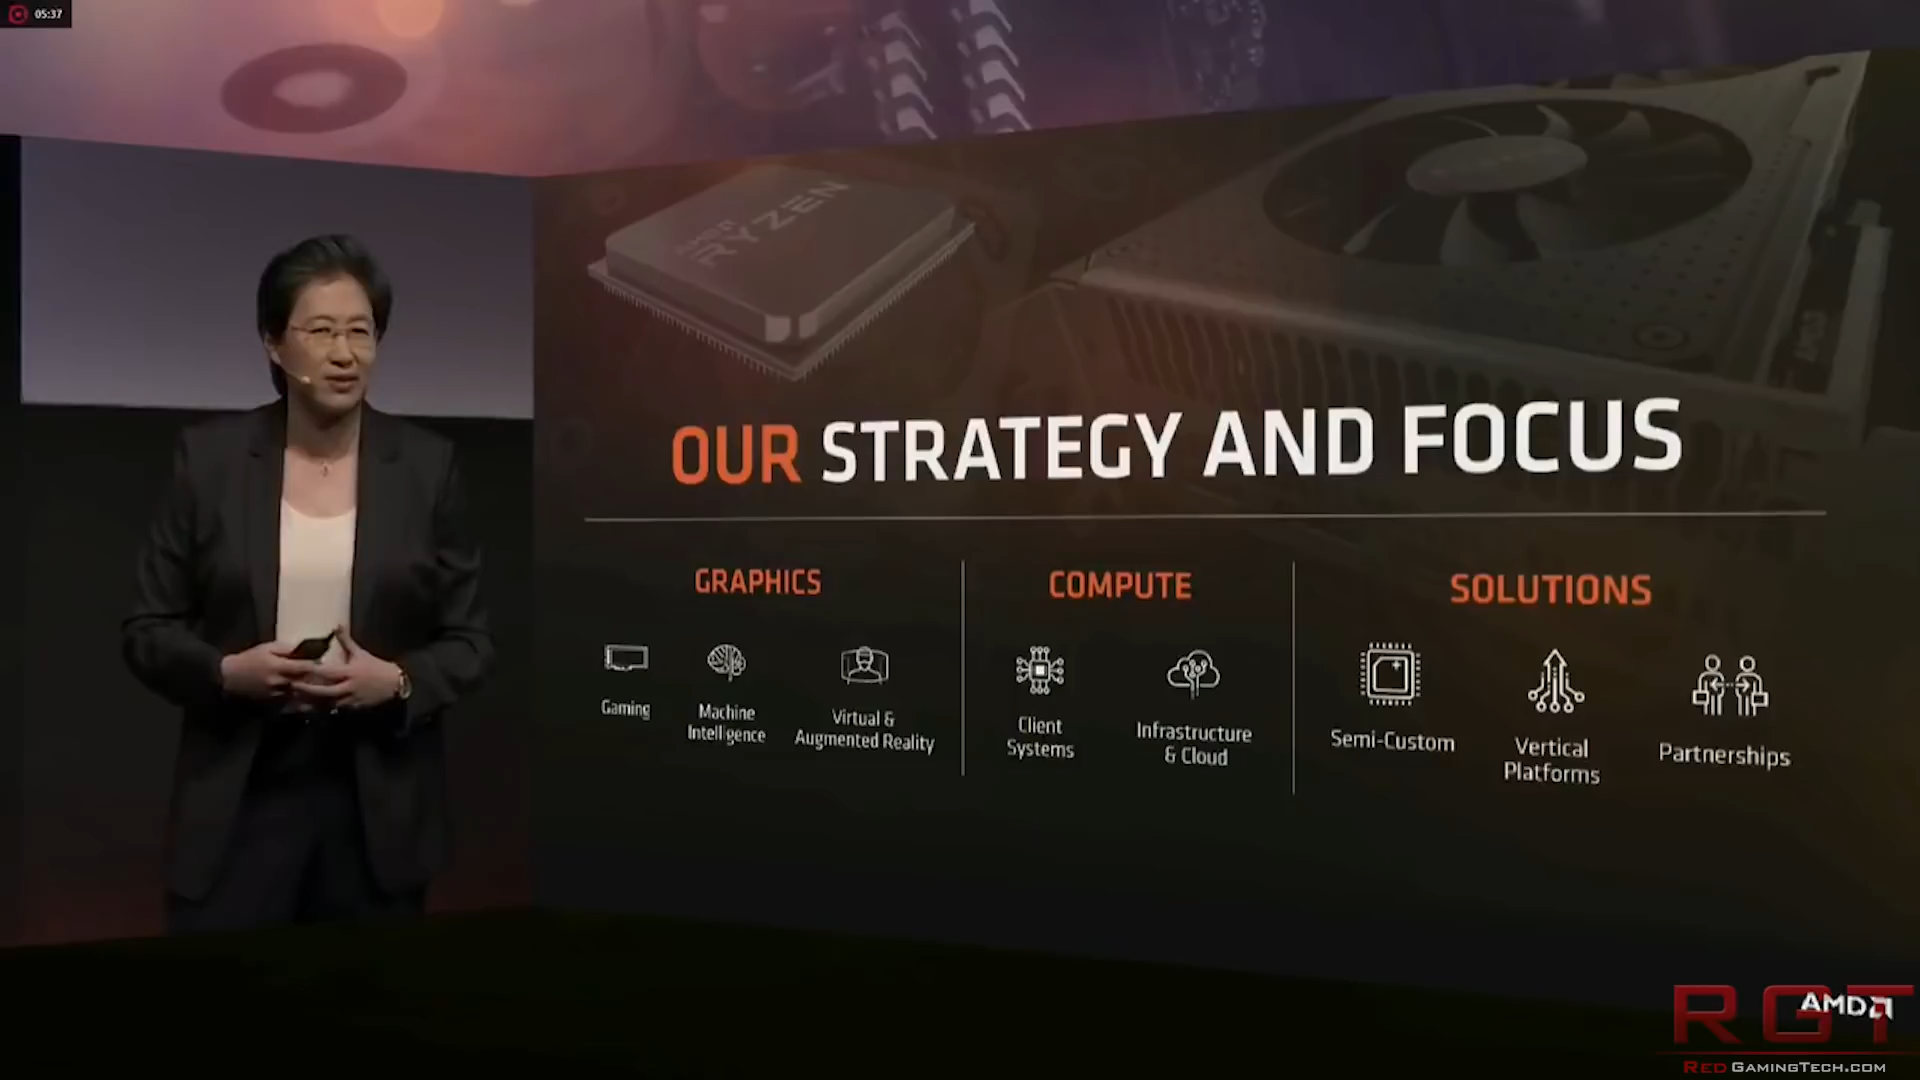 05:37
AMD
RYZEN
OUR STRATEGY AND FOCUS
GRAPHICS
COMPUTE
SOLUTIONS
Gaming
Machine
Intelligence
Virtual &
Augmented Reality
Client
Systems
Infrastructure
& Cloud
Semi-Custom
Vertical
Platforms
Partnerships
AMD
RGT
REDGAMINGTECH.COM